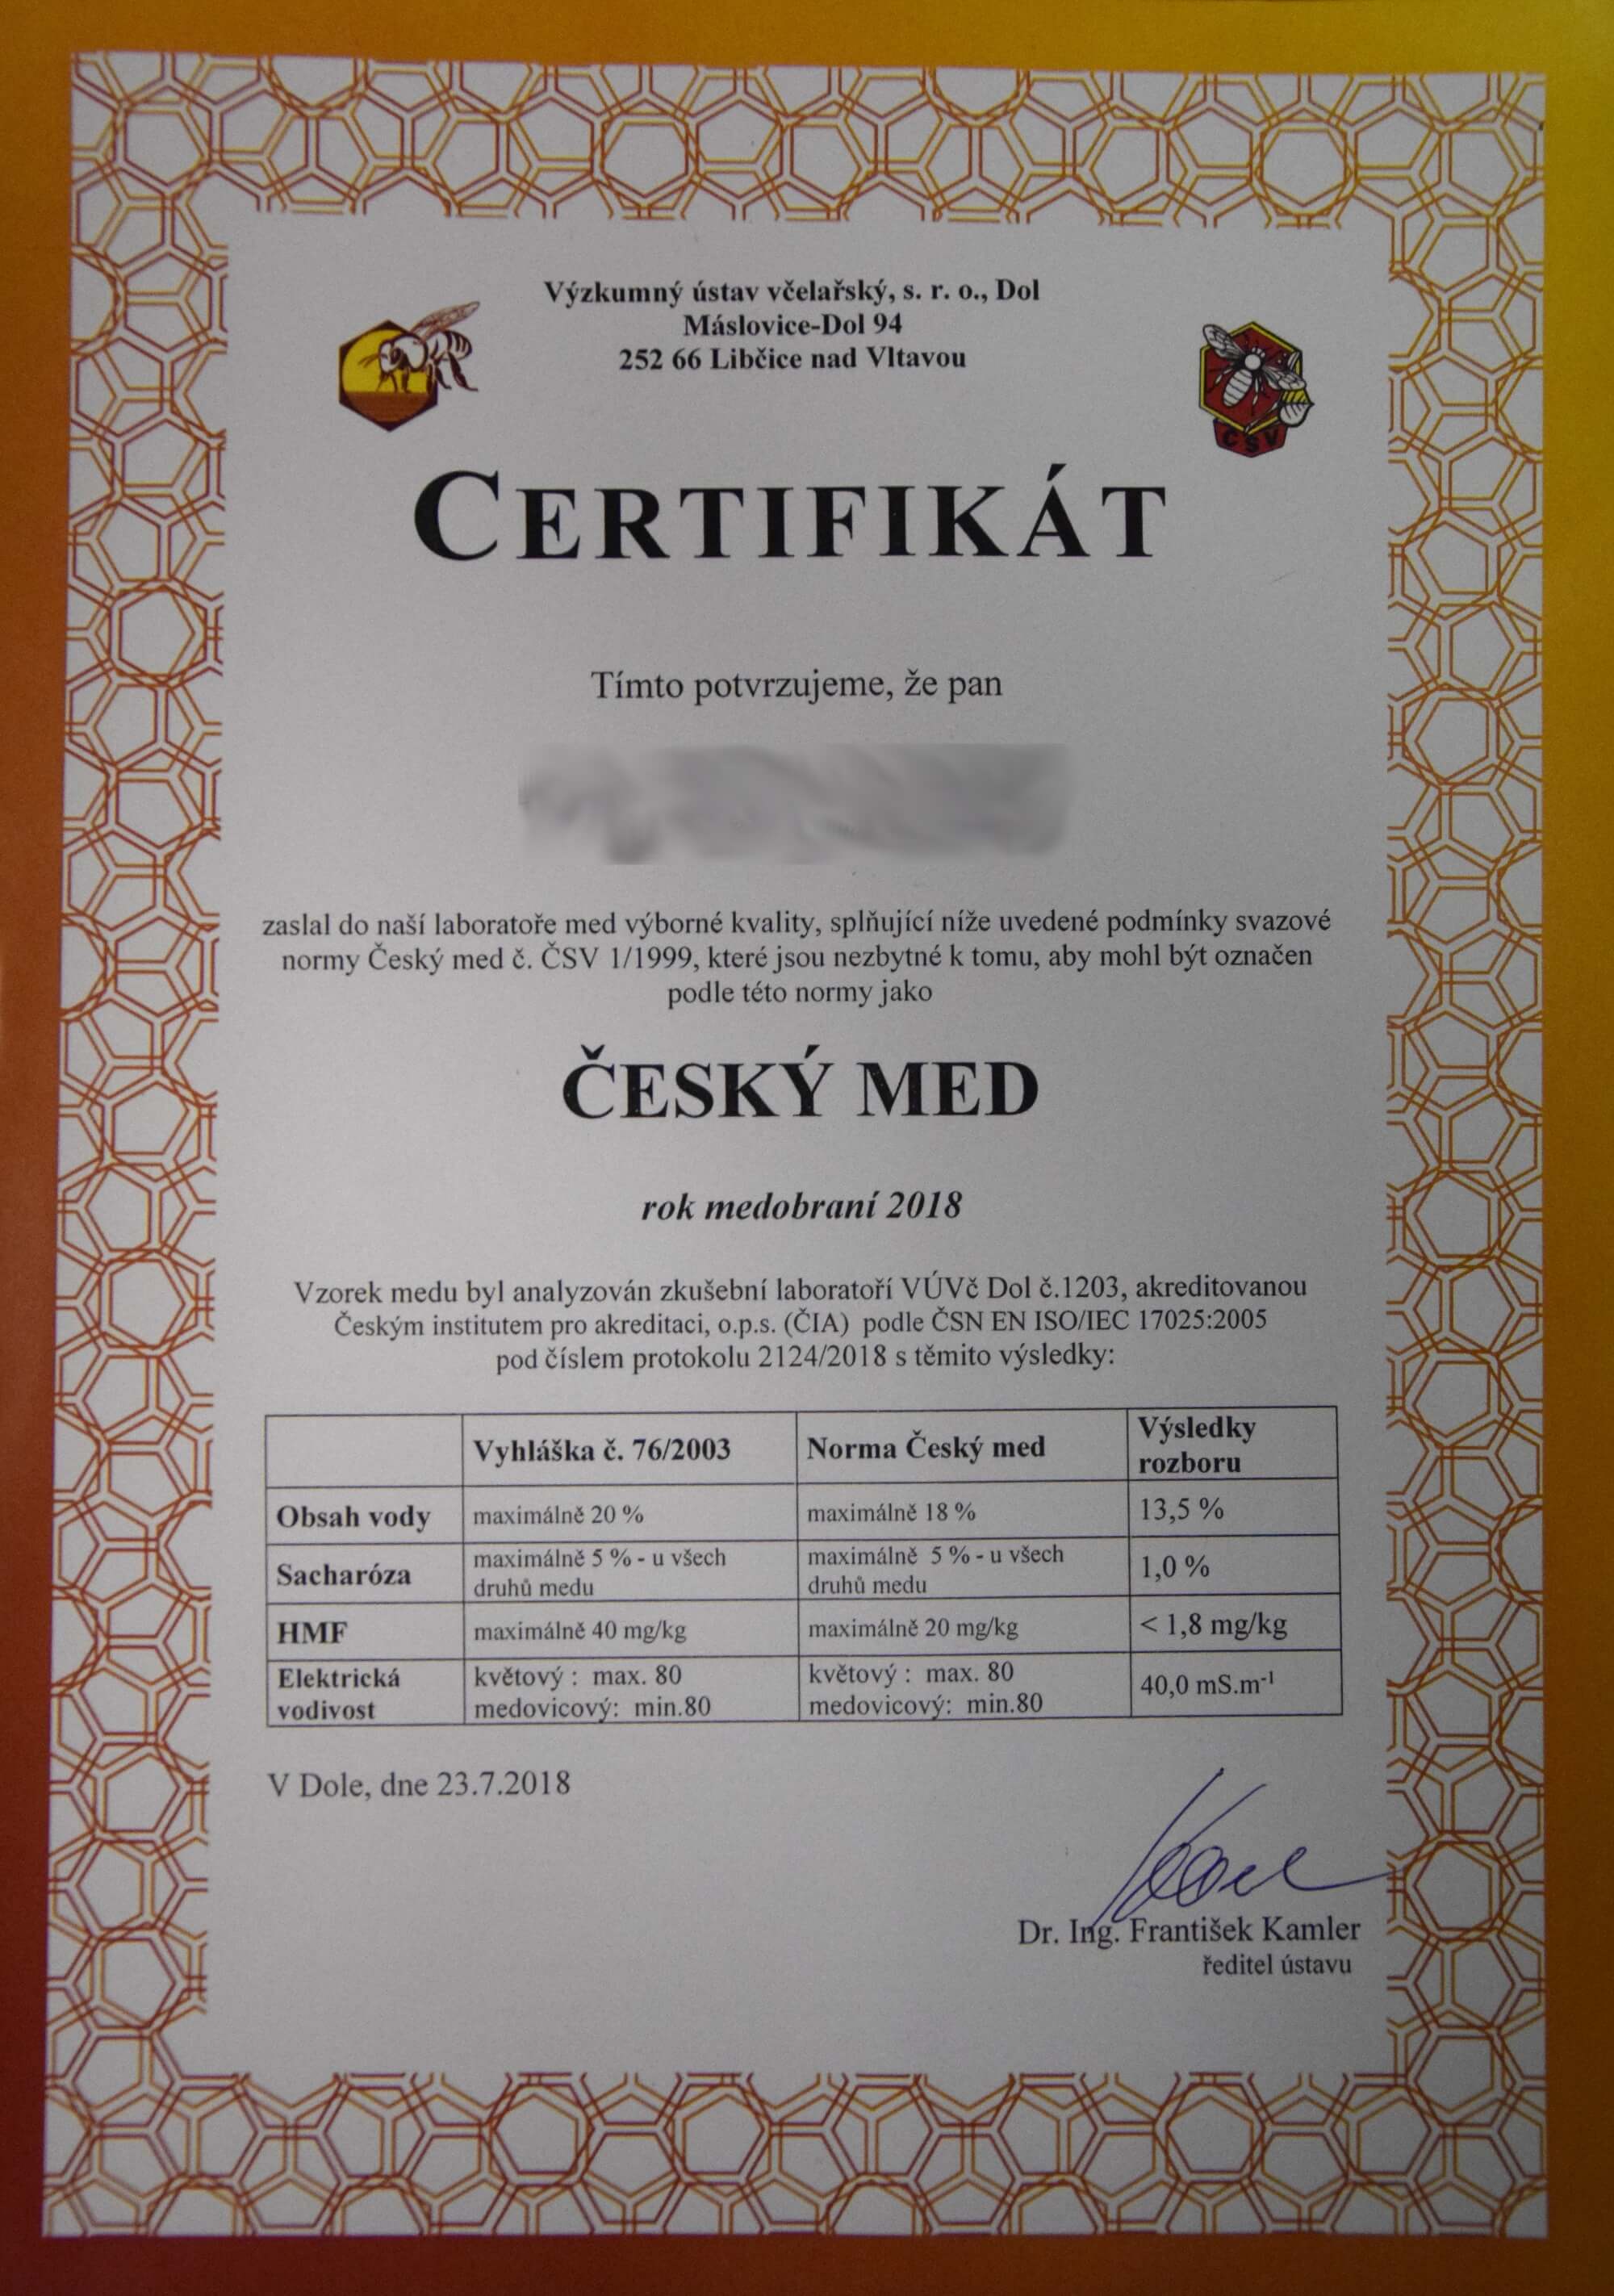 Výzkumný ústav včelařský, s. r. o., Dol
Máslovice-Dol 94
252 66 Libčice nad Vltavou
ČSV
CERTIFIKÁT
Tímto potvrzujeme, že pan
zaslal do naší laboratoře med výborné kvality, splňující níže uvedené podmínky svazové
normy Český med č. ČSV 1/1999, které jsou nezbytné k tomu, aby mohl být označen
podle této normy jako
ČESKÝ MED
rok medobraní 2018
Vzorek medu byl analyzován zkušební laboratoří VÚVč Dol č.1203, akreditovanou
Českým institutem pro akreditaci, o.p.s. (ČIA) podle ČSN EN ISO/IEC 17025:2005
pod číslem protokolu 2124/2018 s těmito výsledky:
Vyhláška č. 76/2003 Norma Český med Výsledky
rozboru
Obsah vody maximálně 20 % maximálně 18 % 13,5 %
Sacharóza maximálně 5 % - u všech maximálně 5 % - u všech 1,0 %
druhů medu druhů medu
HMF maximálně 40 mg/kg maximálně 20 mg/kg < 1,8 mg/kg
Elektrická květový : max. 80 květový : max. 80 40,0 mS.m⁻¹
vodivost medovicový: min.80 medovicový: min.80
V Dole, dne 23.7.2018
Dr. Ing. František Kamler
ředitel ústavu